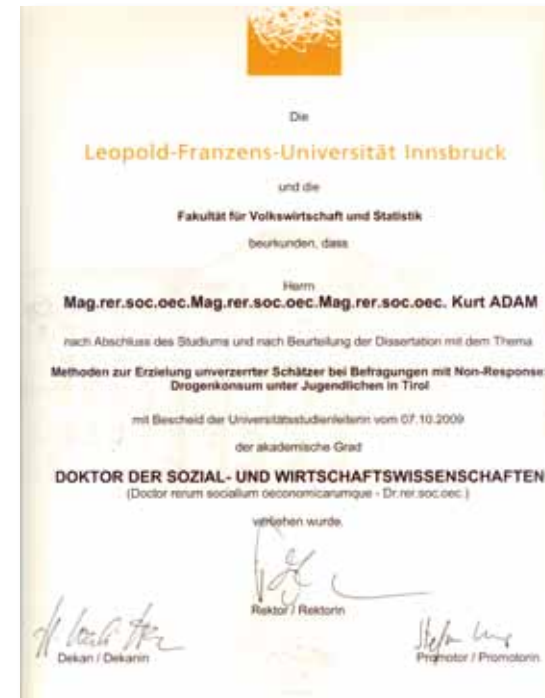 Die
Leopold-Franzens-Universität Innsbruck
und die
Fakultät für Volkswirtschaft und Statistik
beurkunden, dass
Herrn
Mag.rer.soc.oec.Mag.rer.soc.oec.Mag.rer.soc.oec. Kurt ADAM
nach Abschluss des Studiums und nach Beurteilung der Dissertation mit dem Thema
Methoden zur Erzielung unverzerrter Schätzer bei Befragungen mit Non-Response:
Drogenkonsum unter Jugendlichen in Tirol
mit Bescheid der Universitätsstudienleiterin vom 07.10.2009
der akademische Grad
DOKTOR DER SOZIAL- UND WIRTSCHAFTSWISSENSCHAFTEN
(Doctor rerum socialium oeconomicarumque - Dr.rer.soc.oec.)
verliehen wurde.
Rektor / Rektorin
Dekan / Dekanin
Promotor / Promotorin